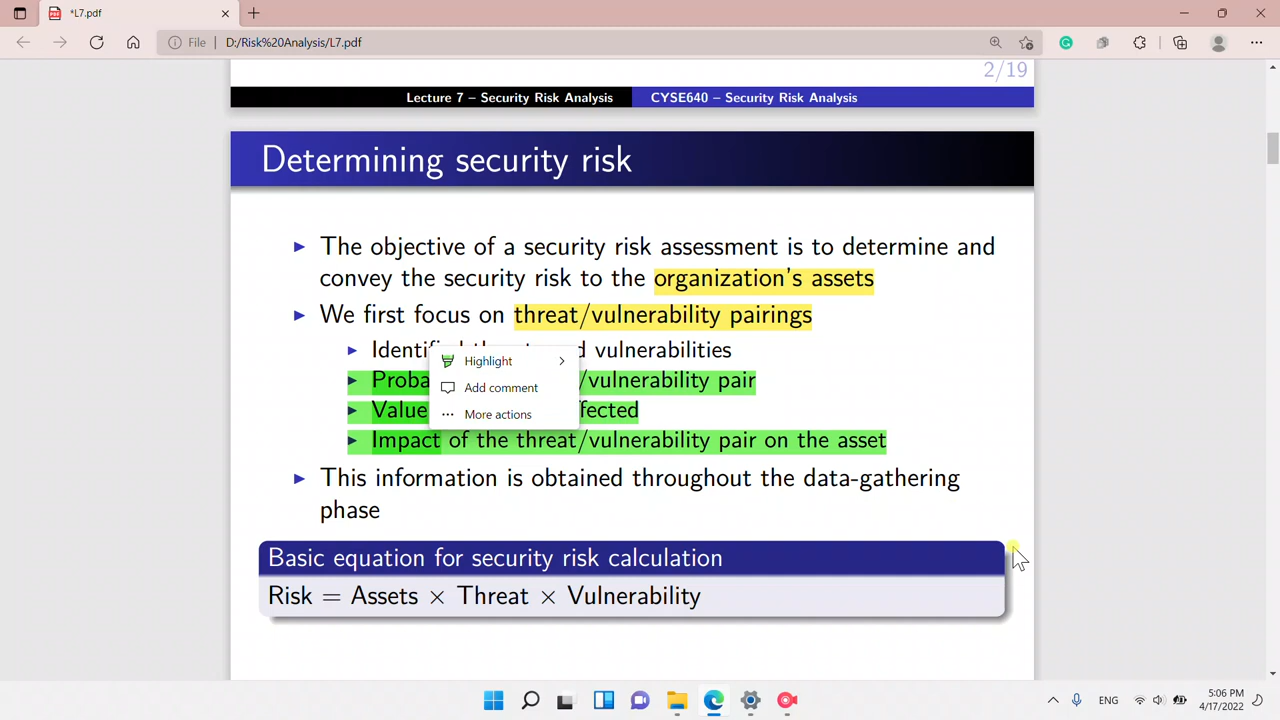 *L7.pdf
File
D:/Risk%20Analysis/L7.pdf
2/19
Lecture 7 – Security Risk Analysis
CYSE640 – Security Risk Analysis
Determining security risk
The objective of a security risk assessment is to determine and
convey the security risk to the organization's assets
We first focus on threat/vulnerability pairings
vulnerabilities
/vulnerability pair
Value
Impact of the threat/vulnerability pair on the asset
Highlight
Add comment
More actions
This information is obtained throughout the data-gathering
phase
Basic equation for security risk calculation
Risk = Assets × Threat × Vulnerability
ENG
5:06 PM
4/17/2022